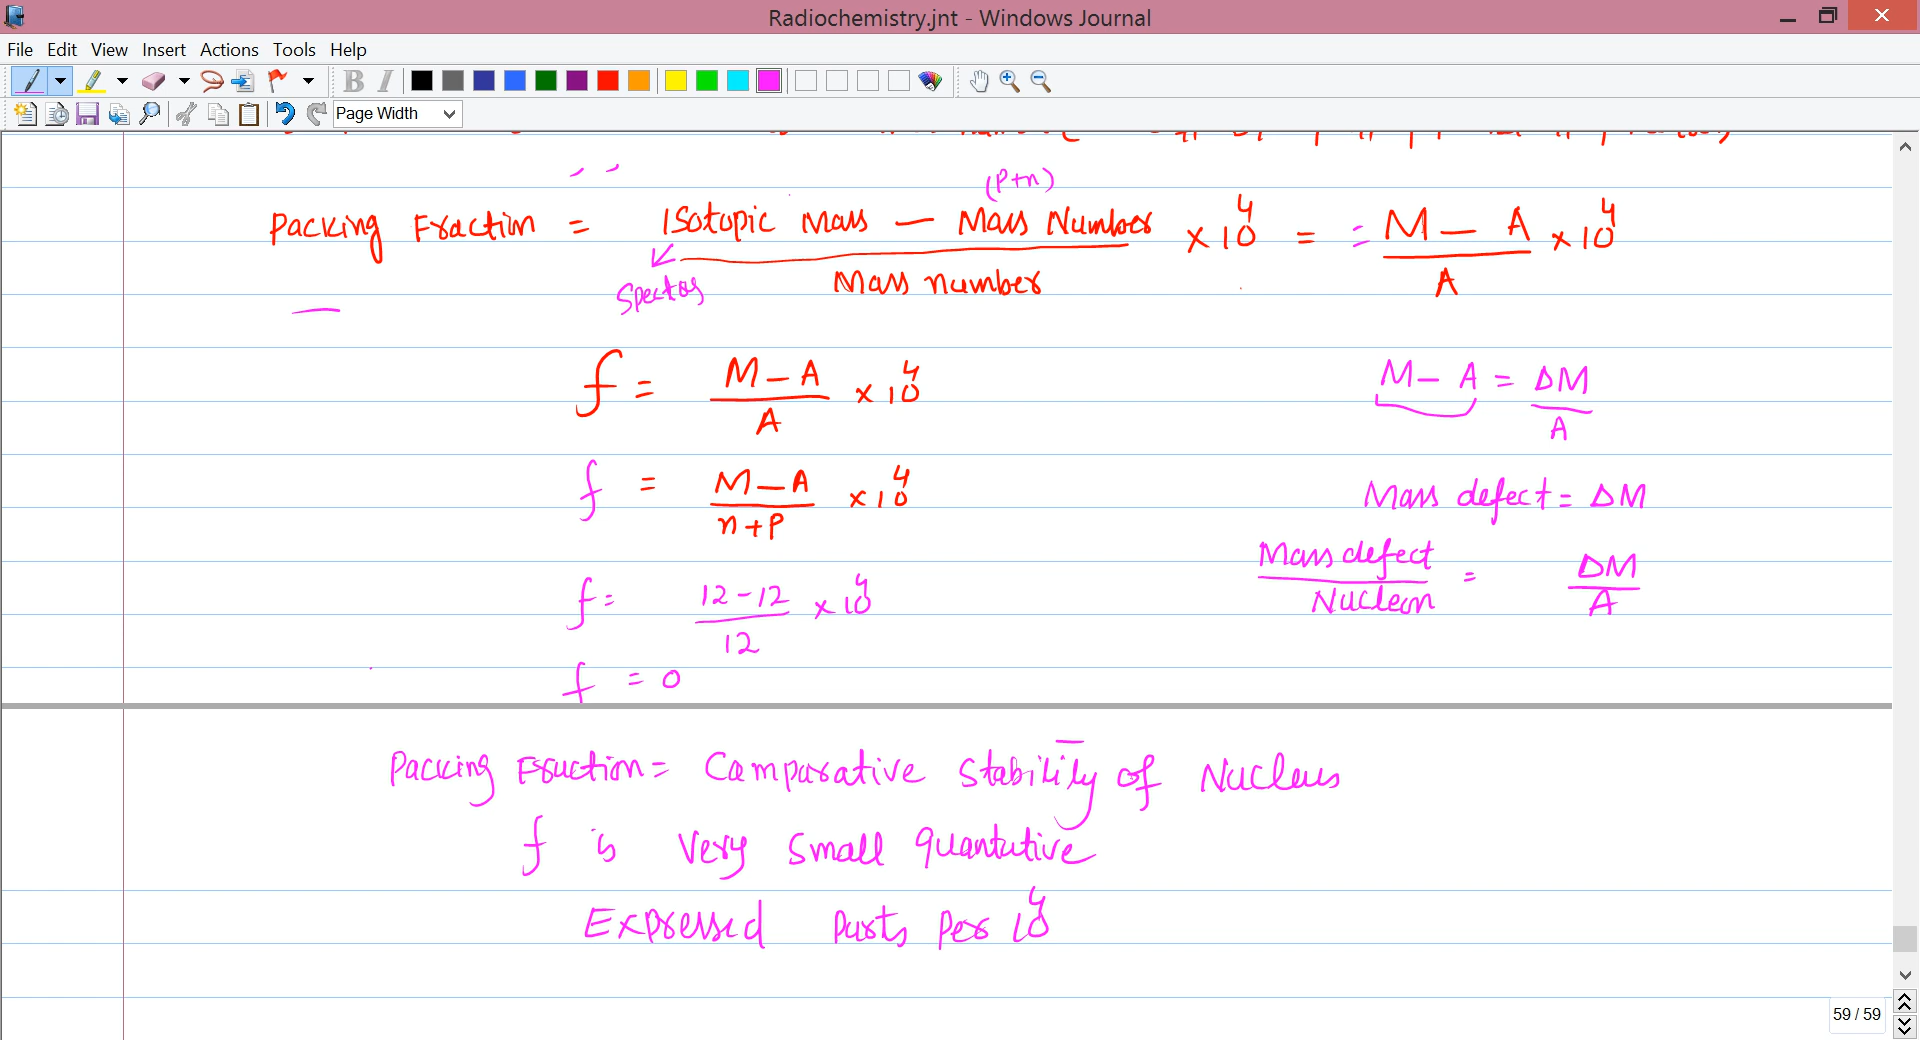 Radiochemistry.jnt - Windows Journal
File Edit View Insert Actions Tools Help
B I
Page Width
(P+n)
Packing Fraction = Isotopic Mass — Mass Number × 10⁴ = = M — A × 10⁴
Mass number A
f = M — A × 10⁴
A
M — A = ΔM
A
f = M — A × 10⁴
n + P
Mass defect = ΔM
Mass defect = ΔM
Nucleon A
f = 12 - 12 × 10⁴
12
f = 0
Packing Fraction = Comparative Stability of Nucleus
f is Very Small quantutive
Expressed Parts Per 10⁴
59 / 59